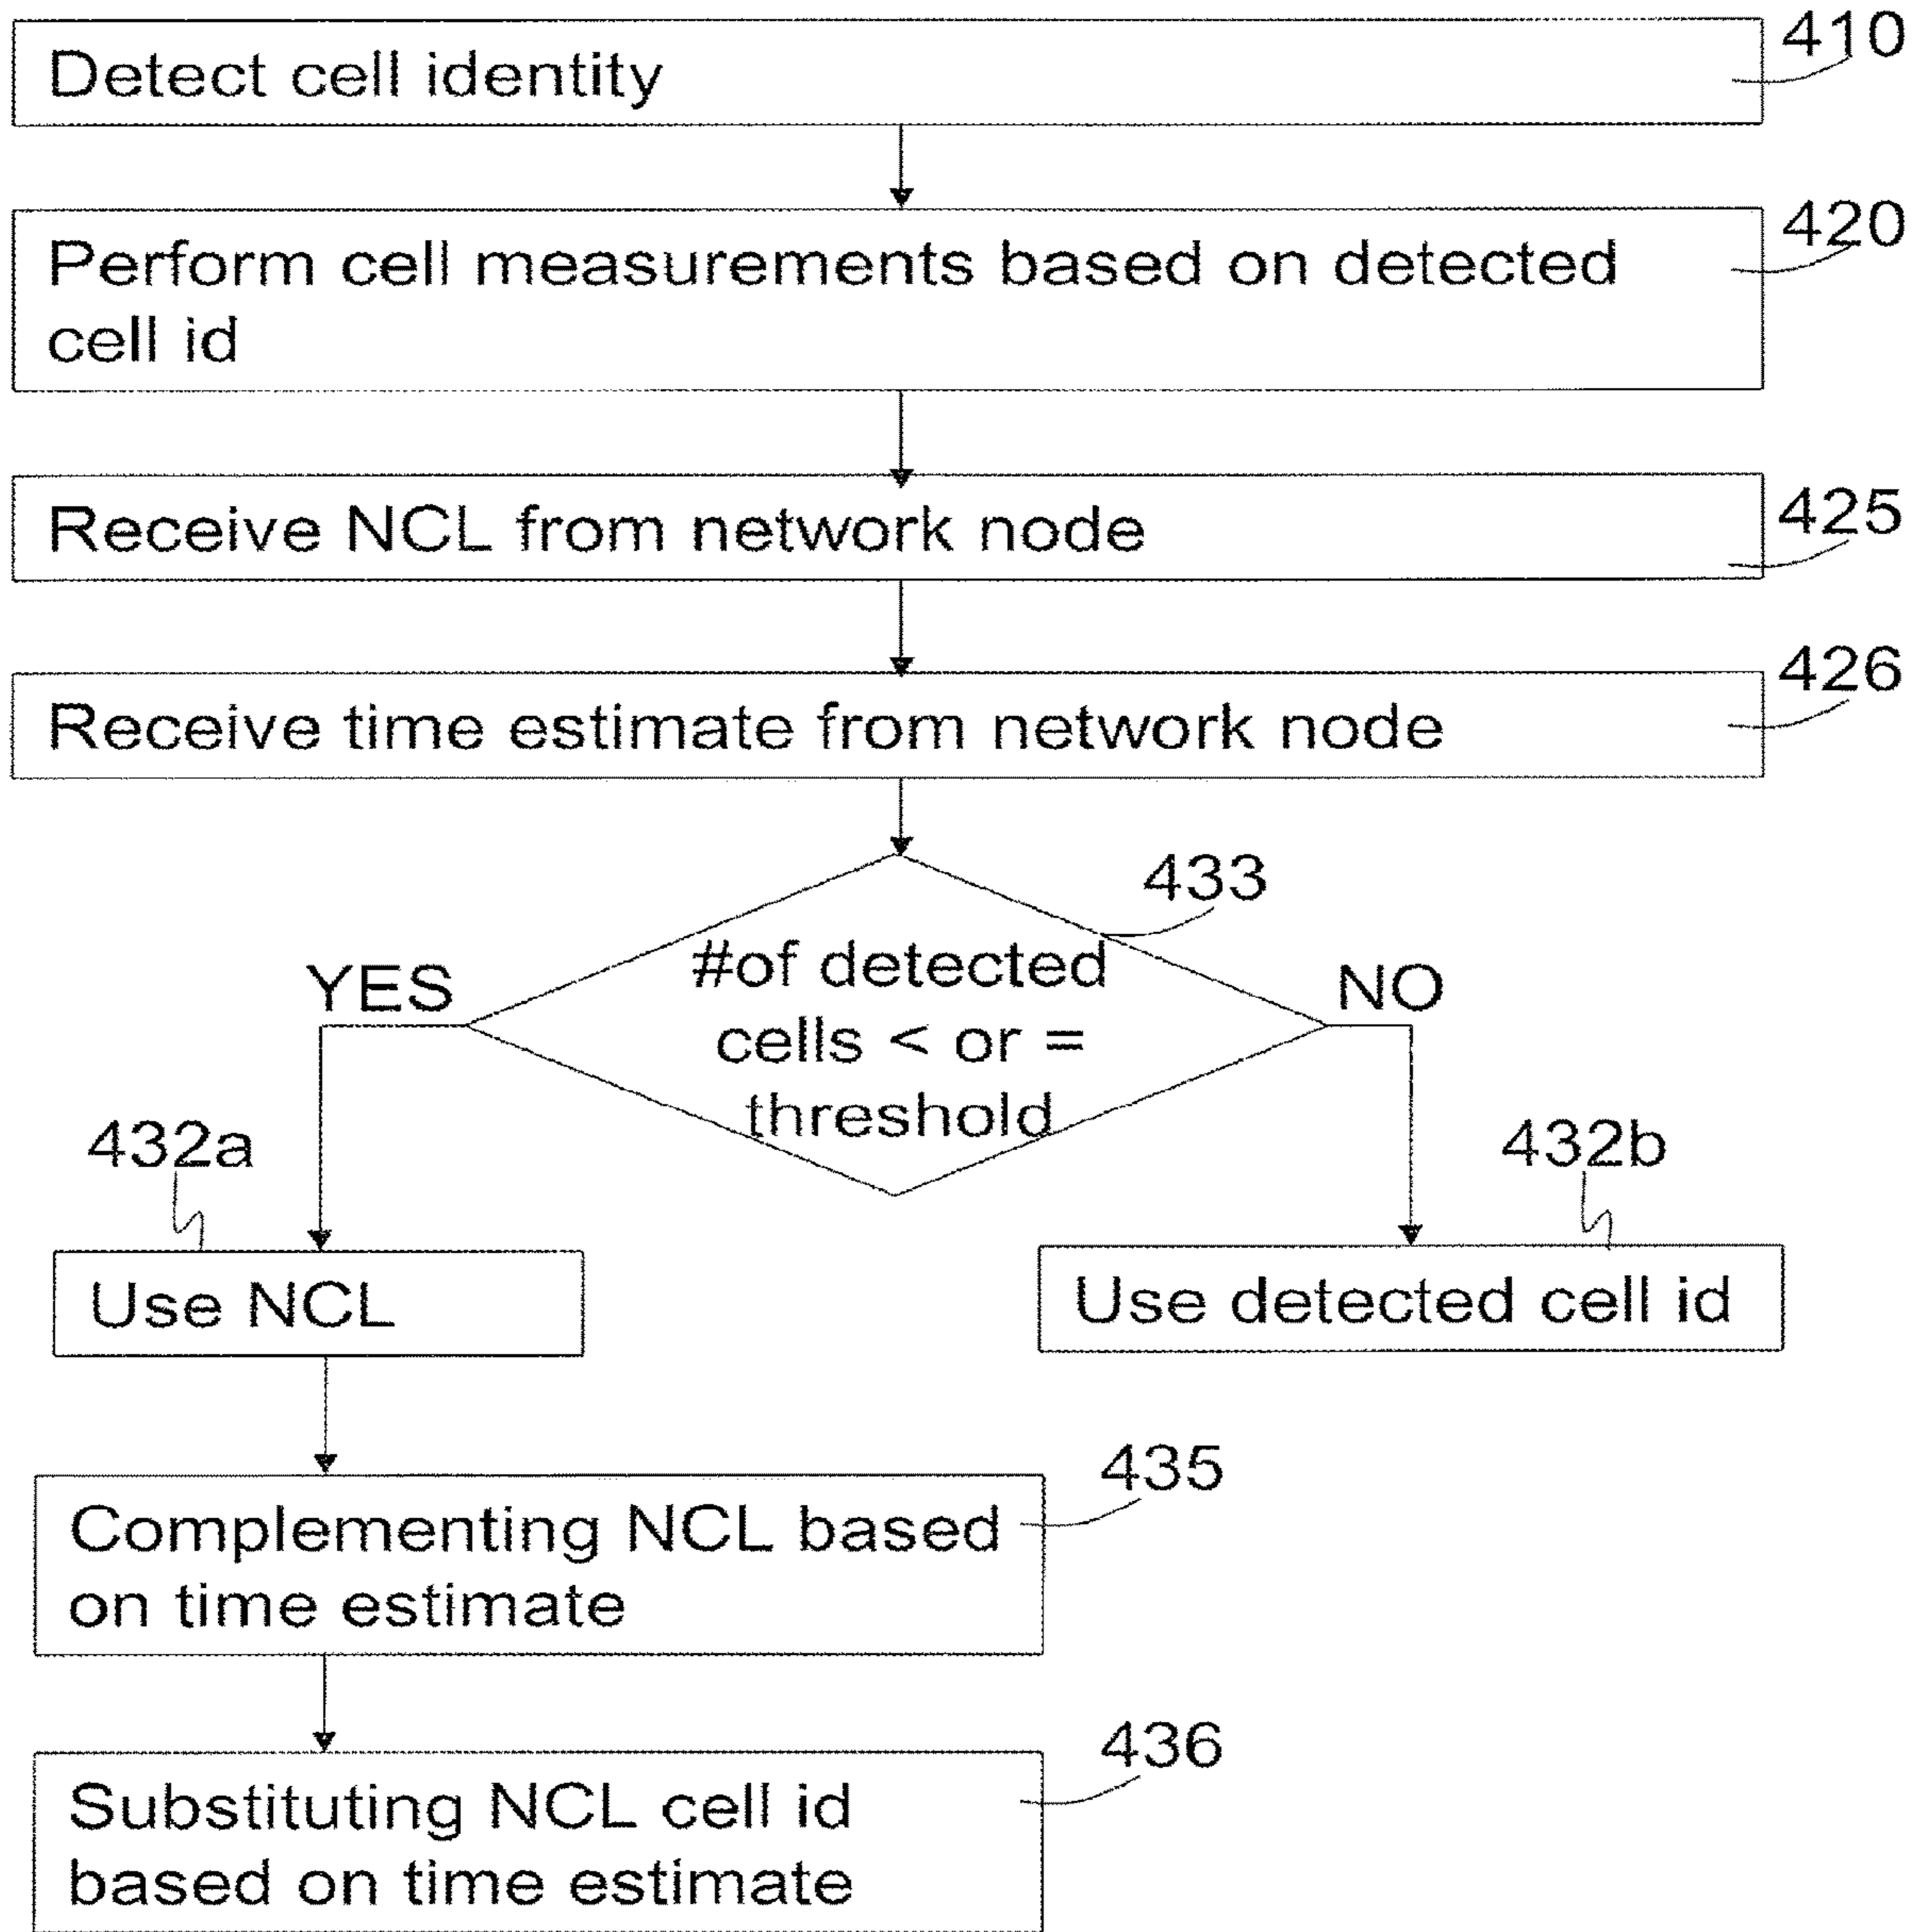 410
Detect cell identity
420
Perform cell measurements based on detected
cell id
425
Receive NCL from network node
426
Receive time estimate from network node
433
#of detected
cells < or =
threshold
YES
NO
432a
432b
Use NCL
Use detected cell id
435
Complementing NCL based
on time estimate
436
Substituting NCL cell id
based on time estimate